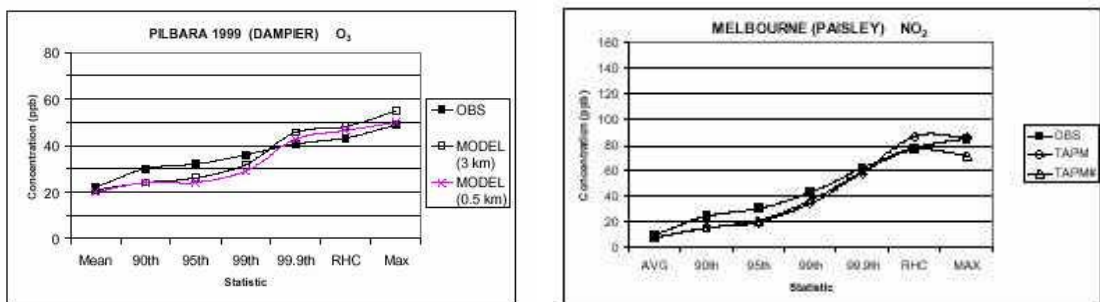 PILBARA 1999 (DAMPIER) O₃
Concentration (ppb)
80
60
40
20
0
Mean 90th 95th 99th 99.9th RHC Max
Statistic
OBS
MODEL
(3 km)
MODEL
(0.5 km)
MELBOURNE (PAISLEY) NO₂
Concentration (ppb)
160
140
120
100
80
60
40
20
0
AVG 90th 95th 99th 99.9th RHC MAX
Statistic
OBS
TAPM
TAPM#